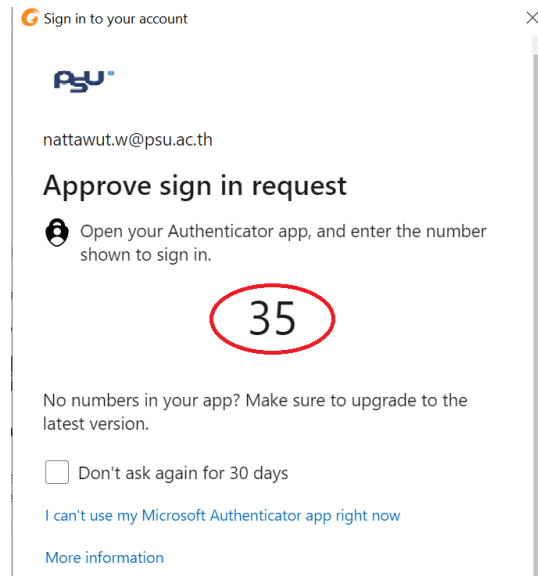 Sign in to your account
PSU
nattawut.w@psu.ac.th
Approve sign in request
Open your Authenticator app, and enter the number
shown to sign in.
35
No numbers in your app? Make sure to upgrade to the
latest version.
Don't ask again for 30 days
I can't use my Microsoft Authenticator app right now
More information